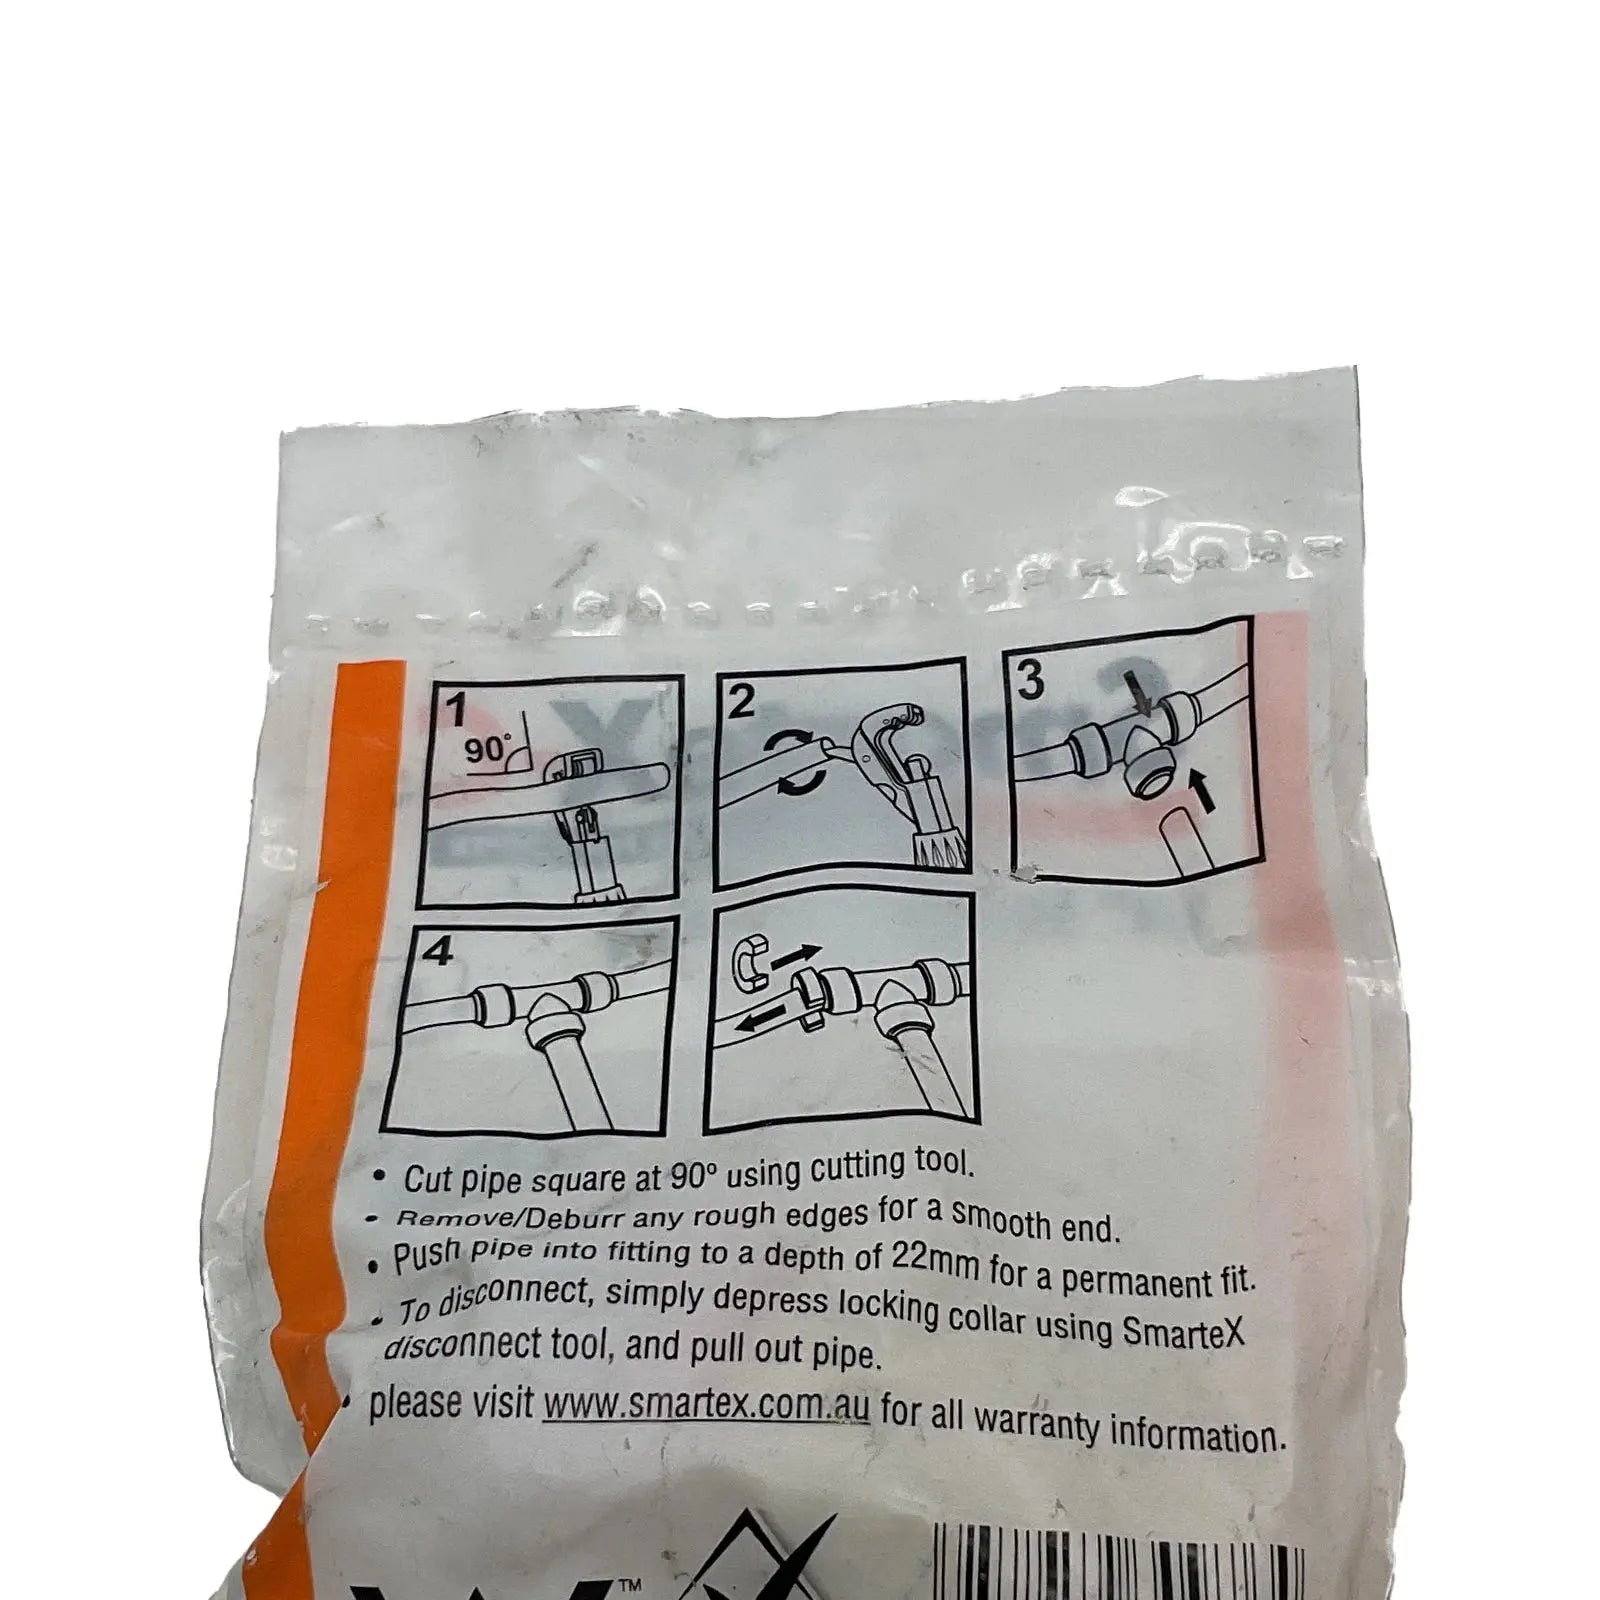 1
90°
2
3
4
• Cut pipe square at 90º using cutting tool.
• Remove/Deburr any rough edges for a smooth end.
• Push pipe into fitting to a depth of 22mm for a permanent fit.
• To disconnect, simply depress locking collar using SmarteX
disconnect tool, and pull out pipe.
• please visit www.smartex.com.au for all warranty information.
TM